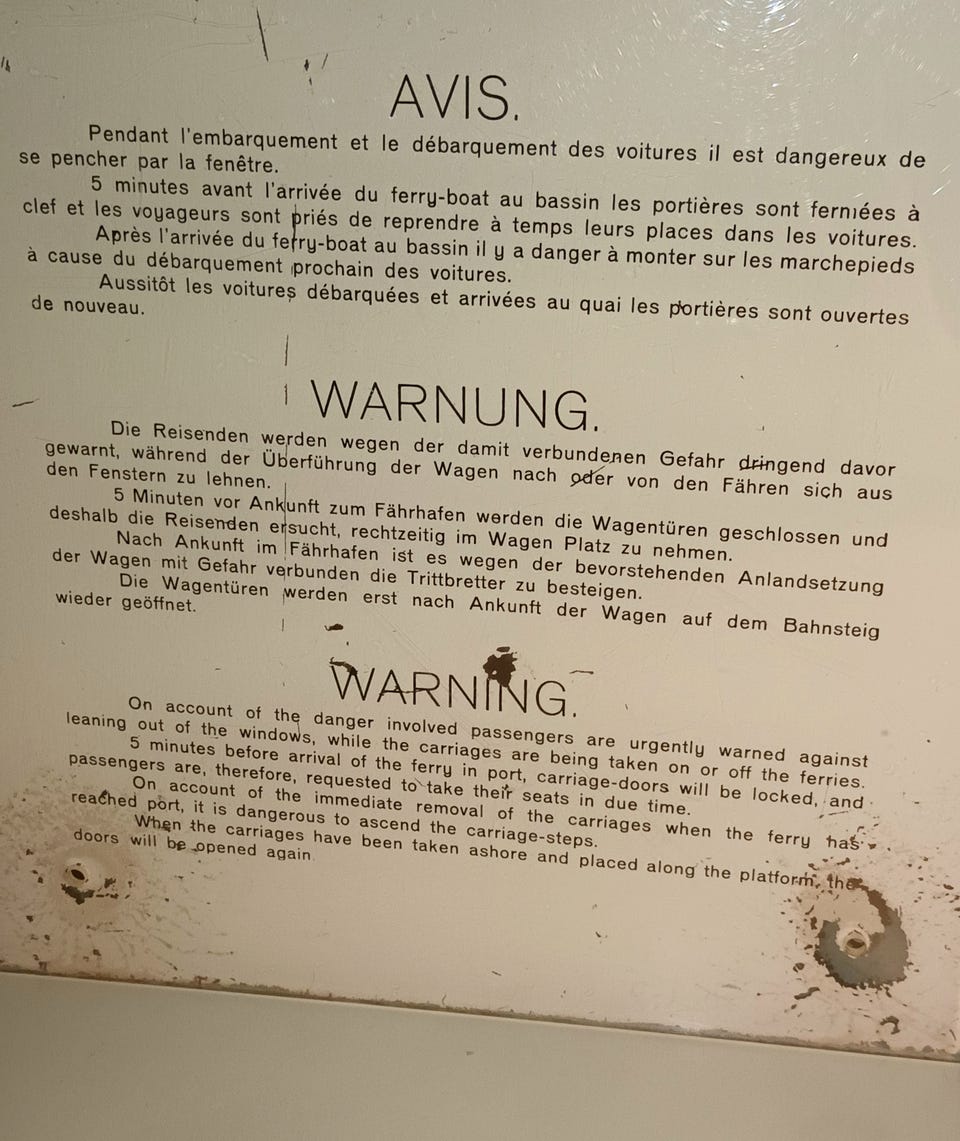 AVIS.
Pendant l'embarquement et le débarquement des voitures il est dangereux de
se pencher par la fenêtre.
5 minutes avant l'arrivée du ferry-boat au bassin les portières sont fermées à
clef et les voyageurs sont priés de reprendre à temps leurs places dans les voitures.
Après l'arrivée du ferry-boat au bassin il y a danger à monter sur les marchepieds
à cause du débarquement prochain des voitures.
Aussitôt les voitures débarquées et arrivées au quai les portières sont ouvertes
de nouveau.
WARNUNG.
Die Reisenden werden wegen der damit verbundenen Gefahr dringend davor
gewarnt, während der Überführung der Wagen nach oder von den Fähren sich aus
den Fenstern zu lehnen.
5 Minuten vor Ankunft zum Fährhafen werden die Wagentüren geschlossen und
deshalb die Reisenden ersucht, rechtzeitig im Wagen Platz zu nehmen.
Nach Ankunft im Fährhafen ist es wegen der bevorstehenden Anlandsetzung
der Wagen mit Gefahr verbunden die Trittbretter zu besteigen.
Die Wagentüren werden erst nach Ankunft der Wagen auf dem Bahnsteig
wieder geöffnet.
WARNING.
On account of the danger involved passengers are urgently warned against
leaning out of the windows, while the carriages are being taken on or off the ferries.
5 minutes before arrival of the ferry in port, carriage-doors will be locked, and
passengers are, therefore, requested to take their seats in due time.
On account of the immediate removal of the carriages when the ferry has
reached port, it is dangerous to ascend the carriage-steps.
When the carriages have been taken ashore and placed along the platform, the
doors will be opened again